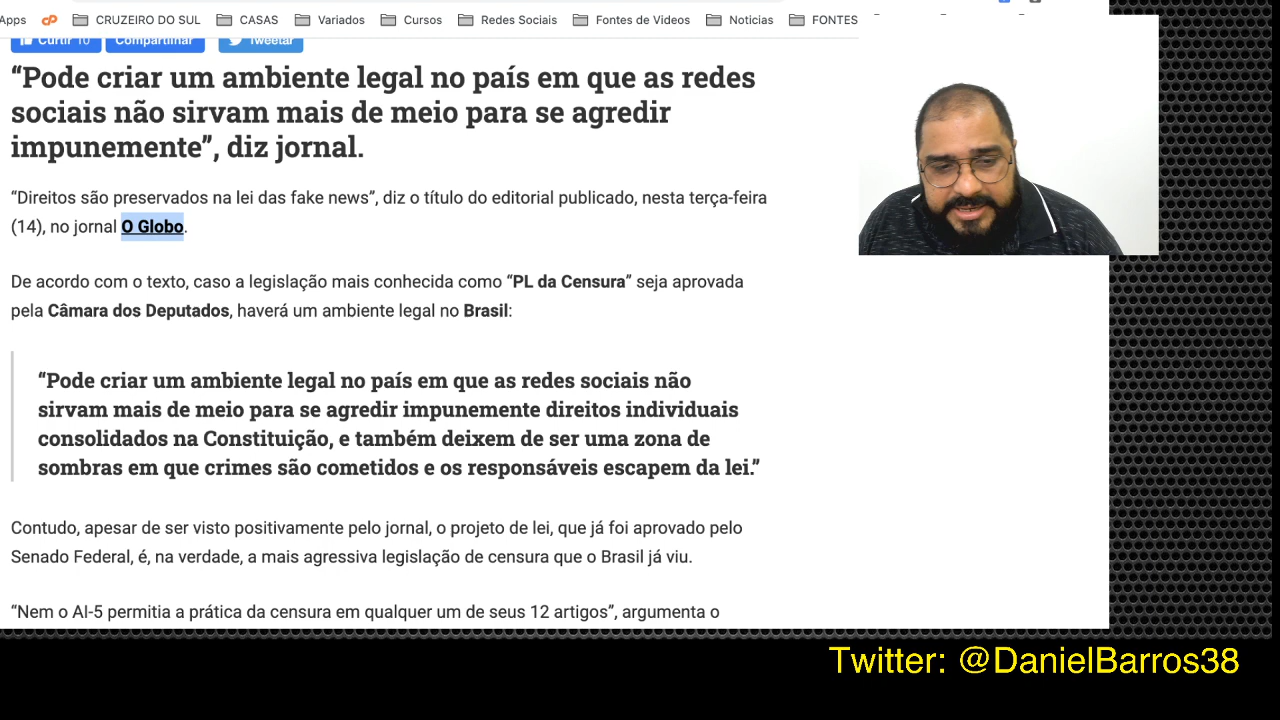 Apps
CRUZEIRO DO SUL
CASAS
Variados
Cursos
Redes Sociais
Fontes de Videos
Noticias
FONTES
Curtir 10
Compartilhar
Tweetar
“Pode criar um ambiente legal no país em que as redes
sociais não sirvam mais de meio para se agredir
impunemente”, diz jornal.
“Direitos são preservados na lei das fake news”, diz o título do editorial publicado, nesta terça-feira
(14), no jornal O Globo.
De acordo com o texto, caso a legislação mais conhecida como “PL da Censura” seja aprovada
pela Câmara dos Deputados, haverá um ambiente legal no Brasil:
“Pode criar um ambiente legal no país em que as redes sociais não
sirvam mais de meio para se agredir impunemente direitos individuais
consolidados na Constituição, e também deixem de ser uma zona de
sombras em que crimes são cometidos e os responsáveis escapem da lei.”
Contudo, apesar de ser visto positivamente pelo jornal, o projeto de lei, que já foi aprovado pelo
Senado Federal, é, na verdade, a mais agressiva legislação de censura que o Brasil já viu.
“Nem o AI-5 permitia a prática da censura em qualquer um de seus 12 artigos”, argumenta o
Twitter: @DanielBarros38